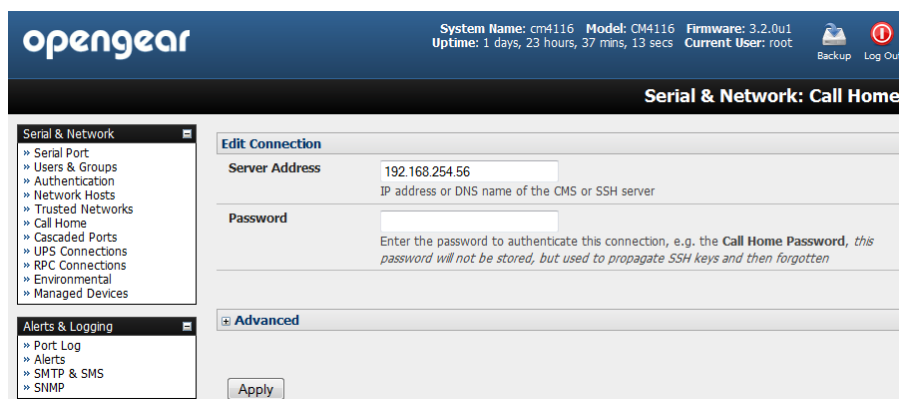 opengear
System Name: cm4116 Model: CM4116 Firmware: 3.2.0u1
Uptime: 1 days, 23 hours, 37 mins, 13 secs Current User: root
Backup
Log Out
Serial & Network: Call Home
Serial & Network
» Serial Port
» Users & Groups
» Authentication
» Network Hosts
» Trusted Networks
» Call Home
» Cascaded Ports
» UPS Connections
» RPC Connections
» Environmental
» Managed Devices
Alerts & Logging
» Port Log
» Alerts
» SMTP & SMS
» SNMP
Edit Connection
Server Address
192.168.254.56
IP address or DNS name of the CMS or SSH server
Password
Enter the password to authenticate this connection, e.g. the Call Home Password, this
password will not be stored, but used to propagate SSH keys and then forgotten
Advanced
Apply